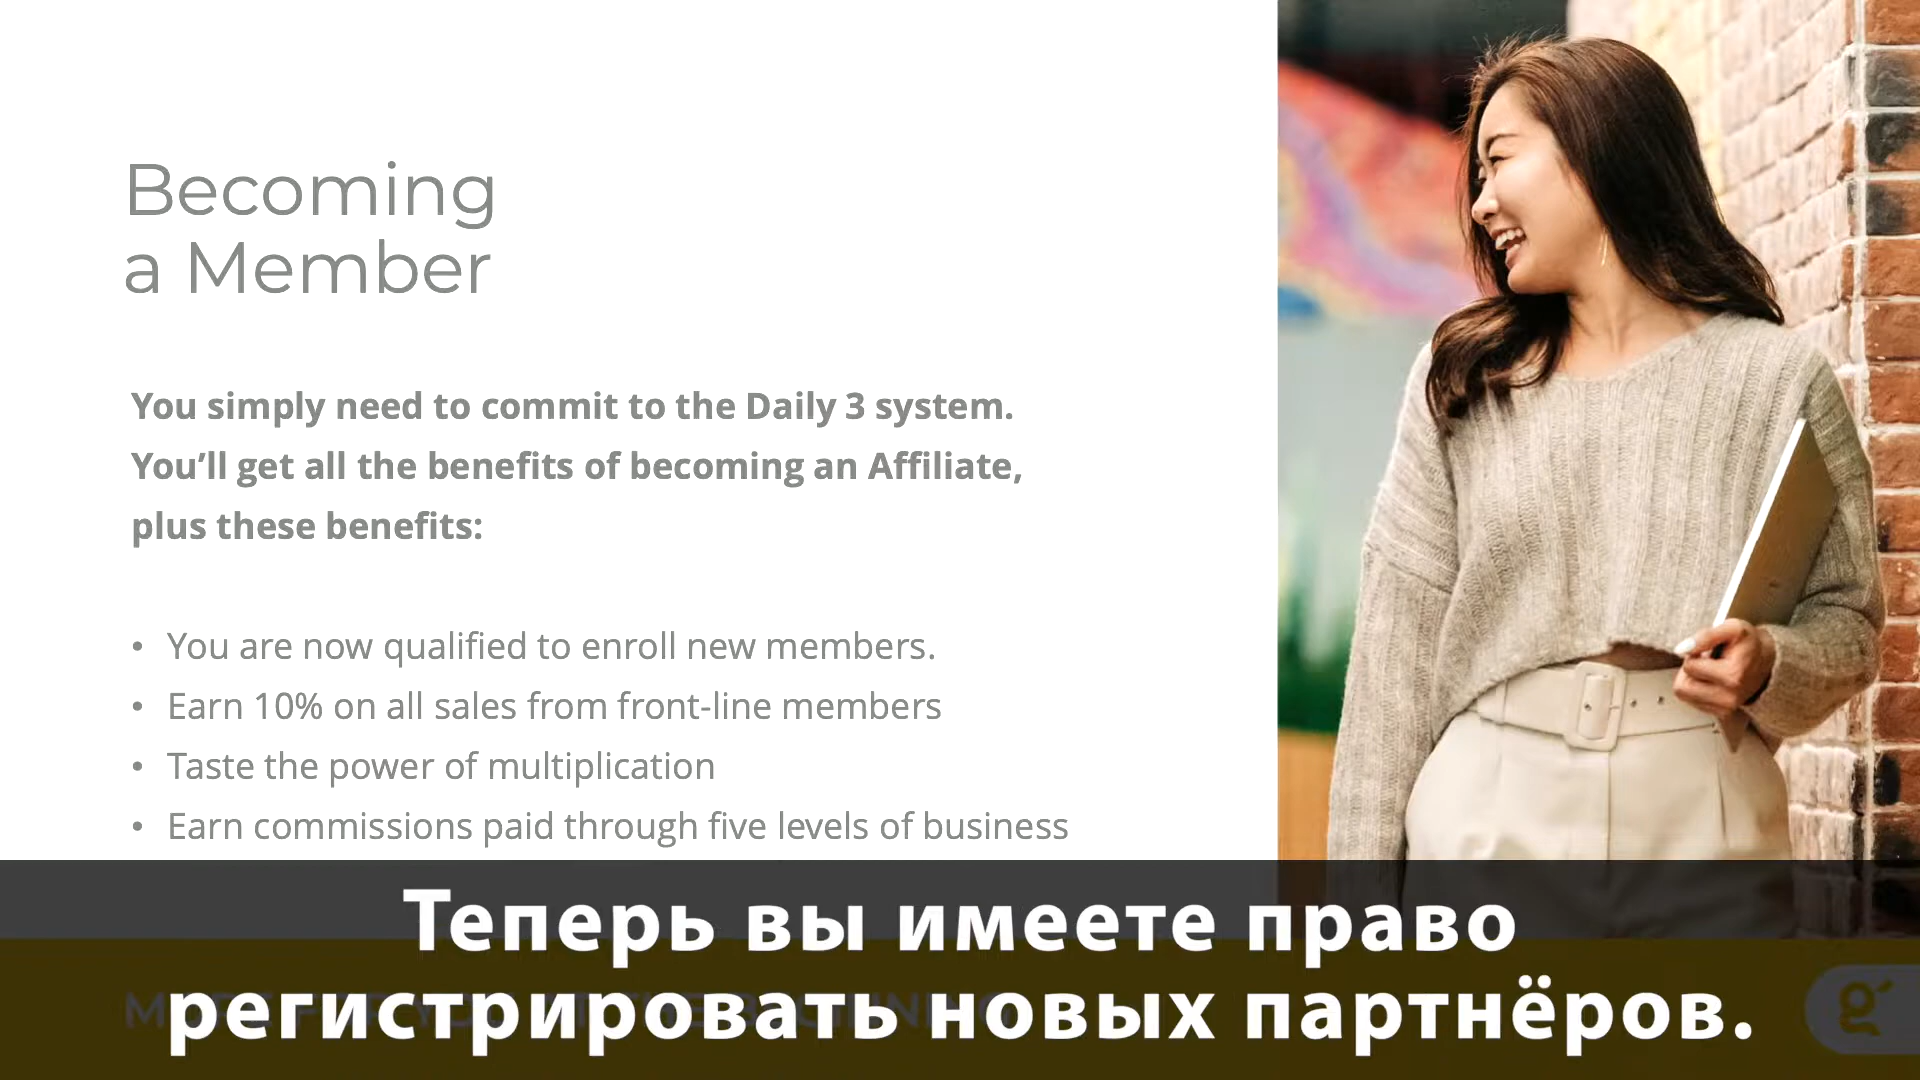 Becoming
a Member
You simply need to commit to the Daily 3 system.
You’ll get all the benefits of becoming an Affiliate,
plus these benefits:
• You are now qualified to enroll new members.
• Earn 10% on all sales from front-line members
• Taste the power of multiplication
• Earn commissions paid through five levels of business
Теперь вы имеете право
регистрировать новых партнёров.